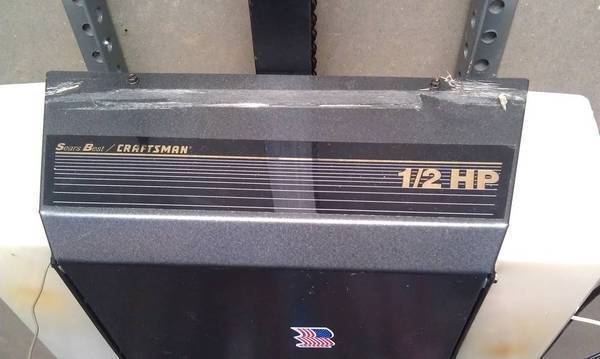 Sears Best / CRAFTSMAN
1/2 HP